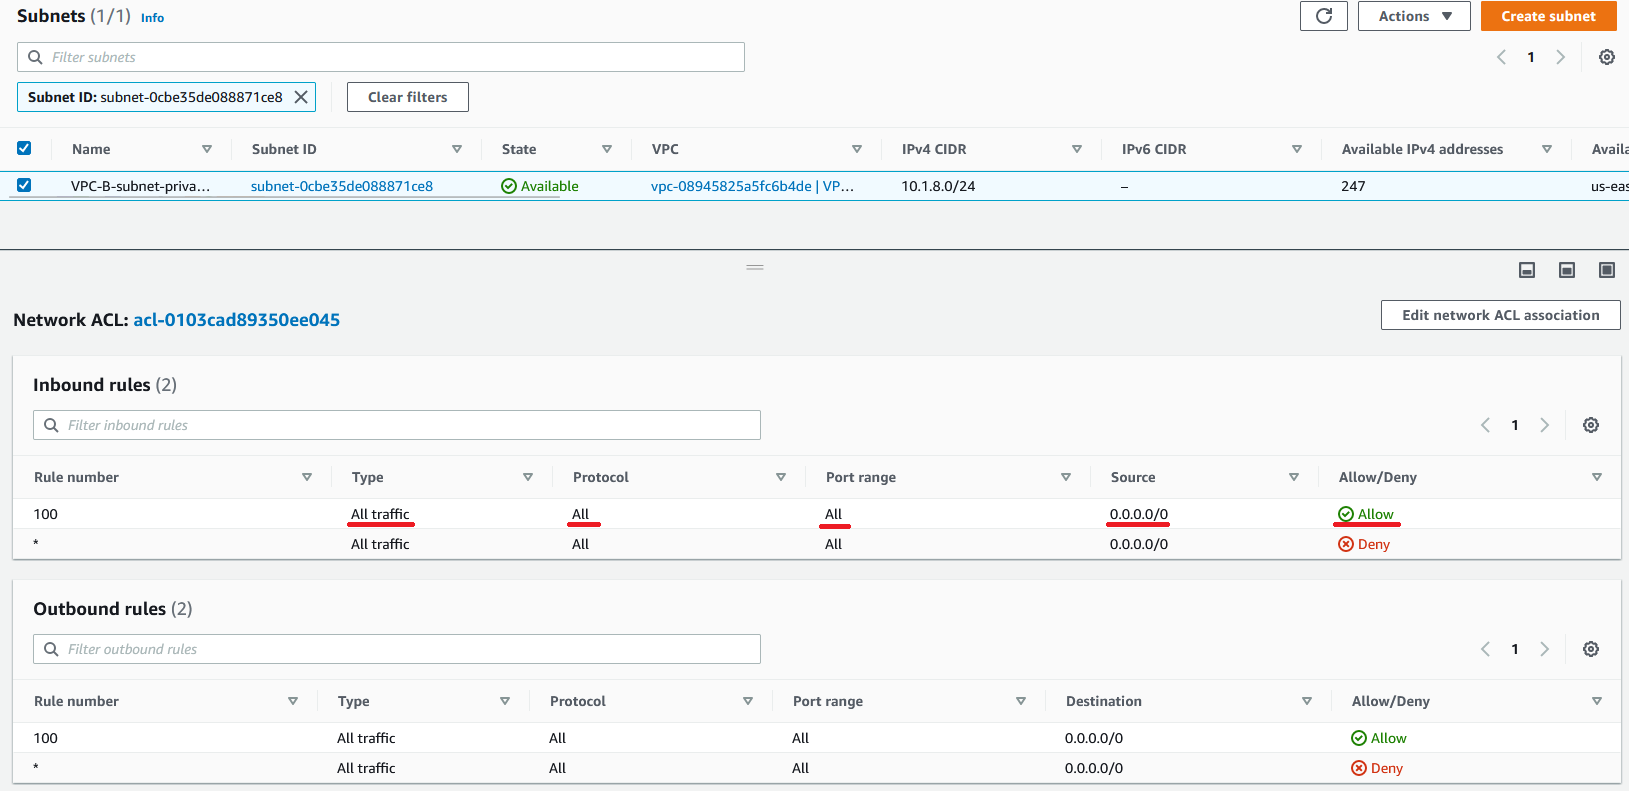 Subnets (1/1) Info
Actions
Create subnet
Filter subnets
1
Subnet ID: subnet-0cbe35de088871ce8
Clear filters
Name Subnet ID State VPC IPv4 CIDR IPv6 CIDR Available IPv4 addresses Availa
VPC-B-subnet-priva... subnet-0cbe35de088871ce8 Available vpc-08945825a5fc6b4de | VP... 10.1.8.0/24 – 247 us-eas
Network ACL: acl-0103cad89350ee045
Edit network ACL association
Inbound rules (2)
Filter inbound rules
1
Rule number Type Protocol Port range Source Allow/Deny
100 All traffic All All 0.0.0.0/0 Allow
* All traffic All All 0.0.0.0/0 Deny
Outbound rules (2)
Filter outbound rules
1
Rule number Type Protocol Port range Destination Allow/Deny
100 All traffic All All 0.0.0.0/0 Allow
* All traffic All All 0.0.0.0/0 Deny